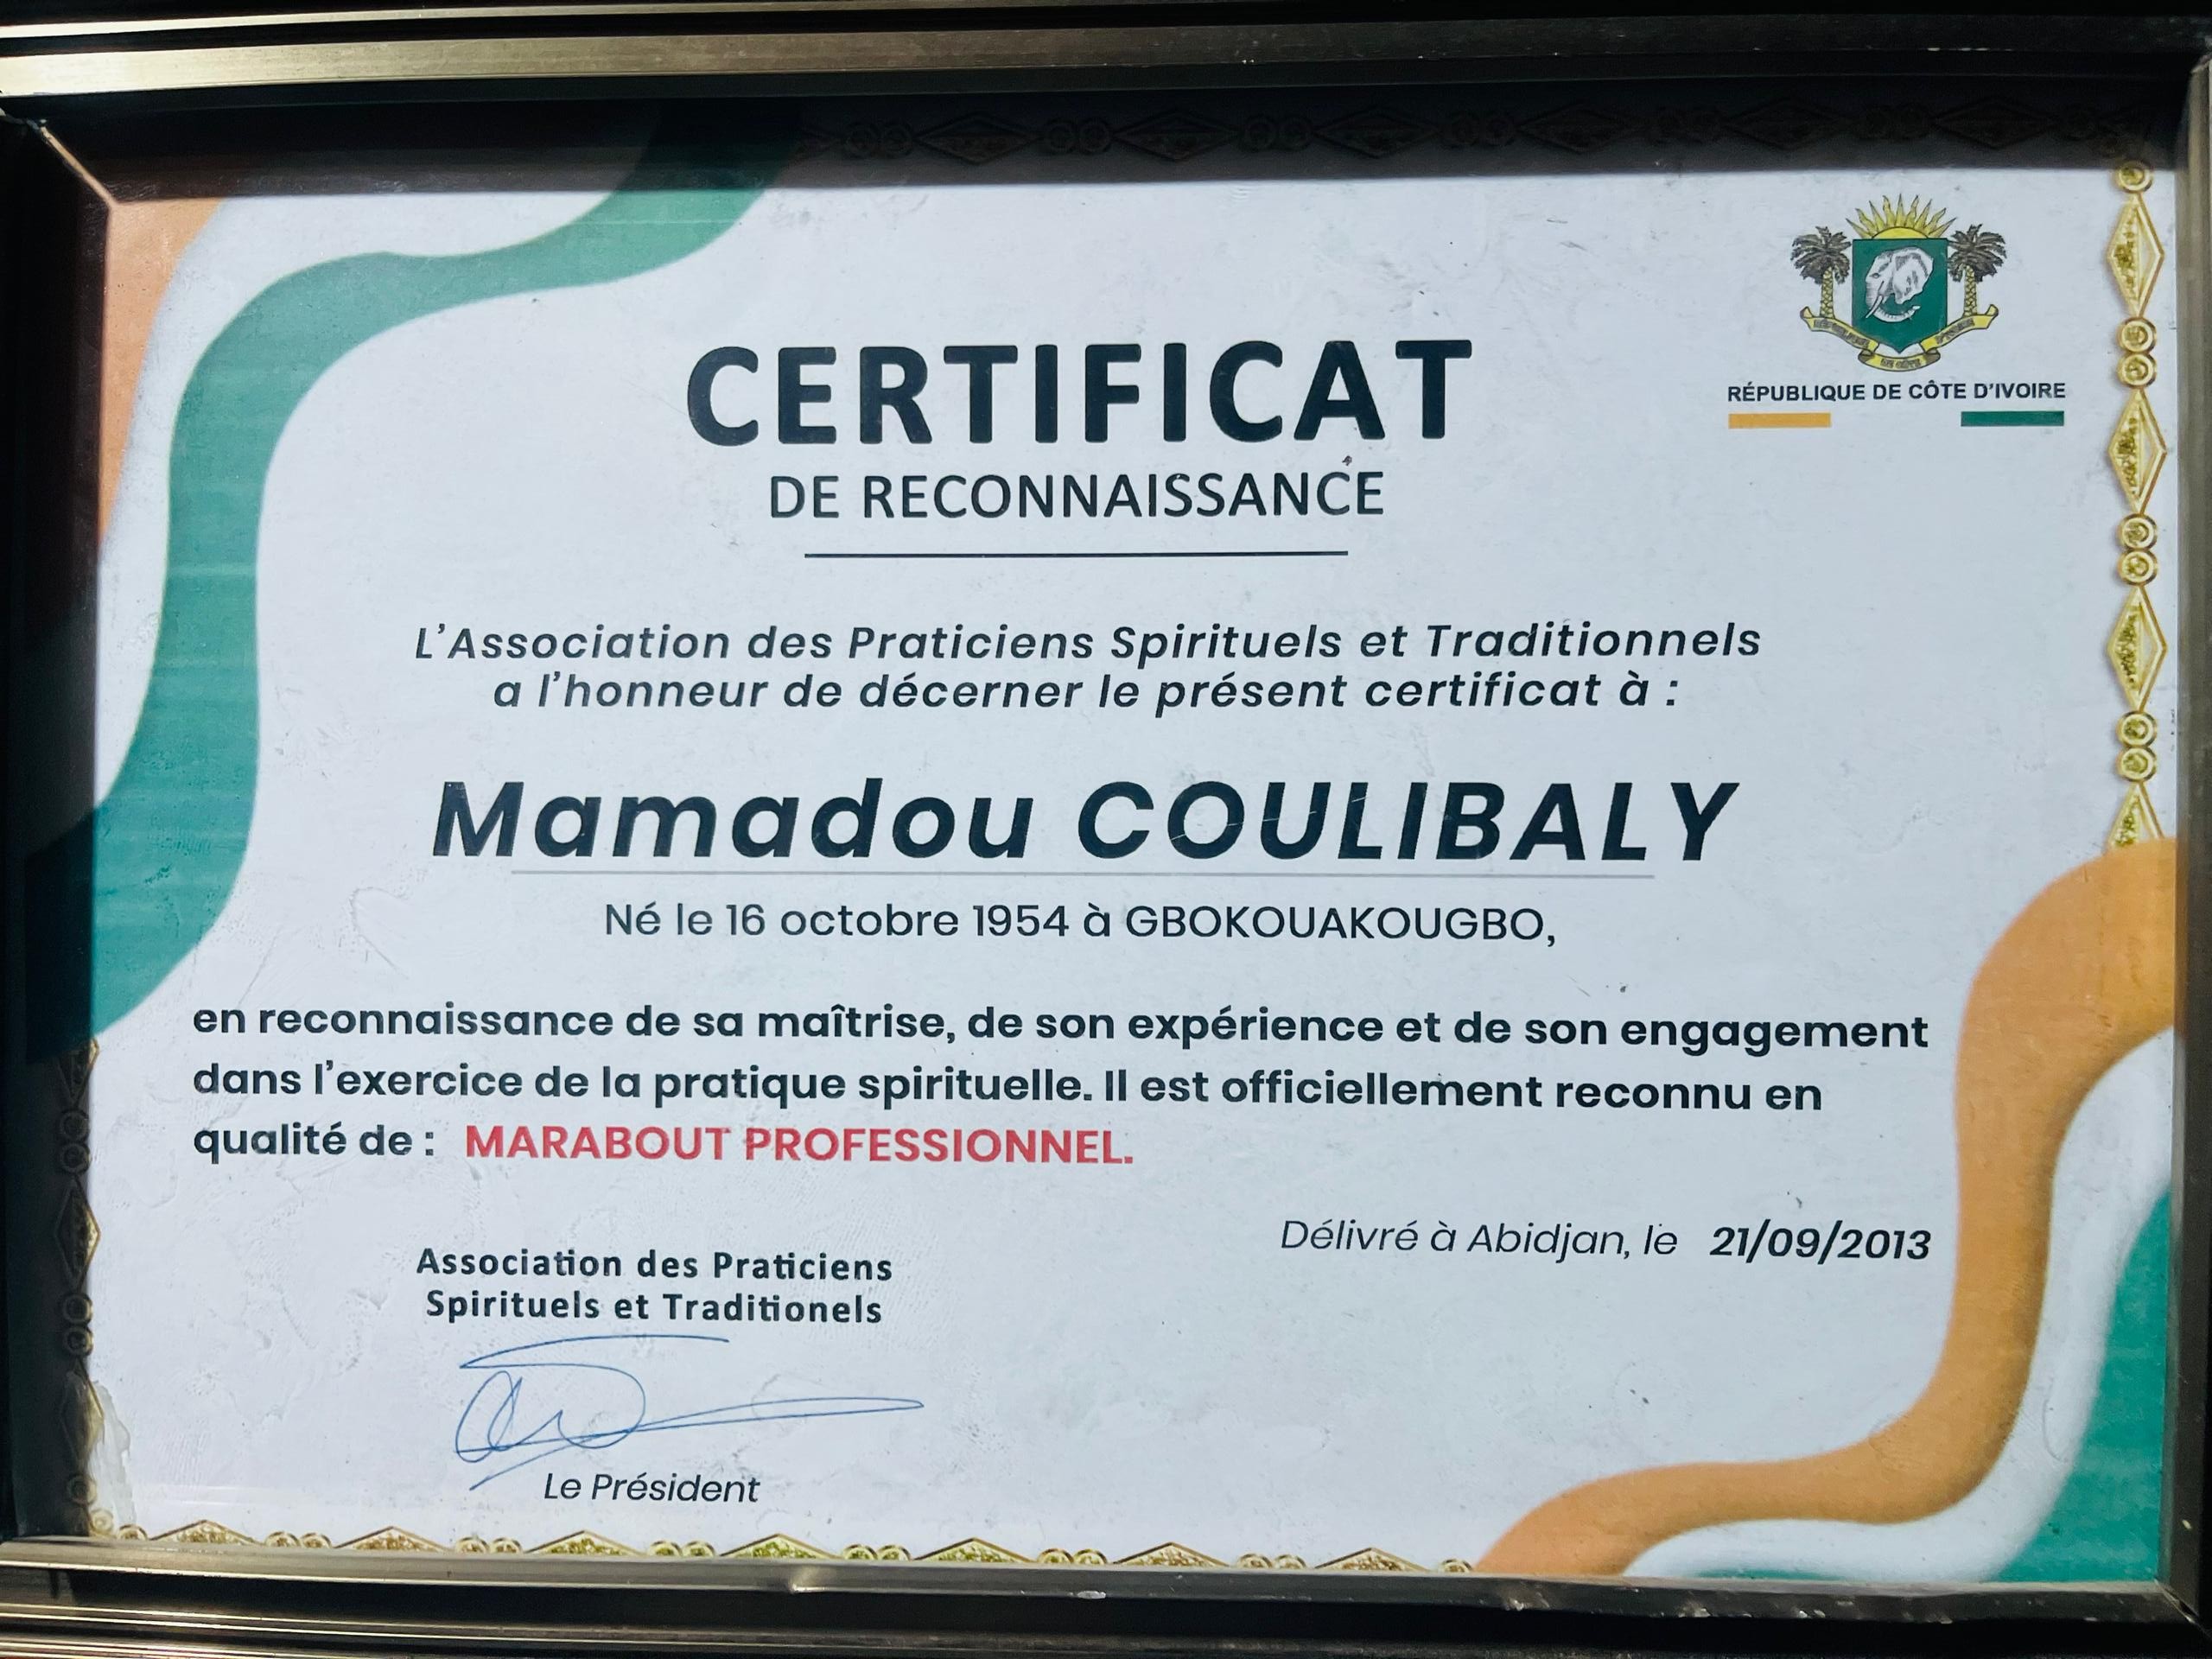 CERTIFICAT
DE RECONNAISSANCE
RÉPUBLIQUE DE CÔTE D'IVOIRE
L'Association des Praticiens Spirituels et Traditionnels
a l'honneur de décerner le présent certificat à :
Mamadou COULIBALY
Né le 16 octobre 1954 à GBOKOUAKOUGBO,
en reconnaissance de sa maîtrise, de son expérience et de son engagement
dans l'exercice de la pratique spirituelle. Il est officiellement reconnu en
qualité de : MARABOUT PROFESSIONNEL.
Délivré à Abidjan, le 21/09/2013
Association des Praticiens
Spirituels et Traditionels
Le Président